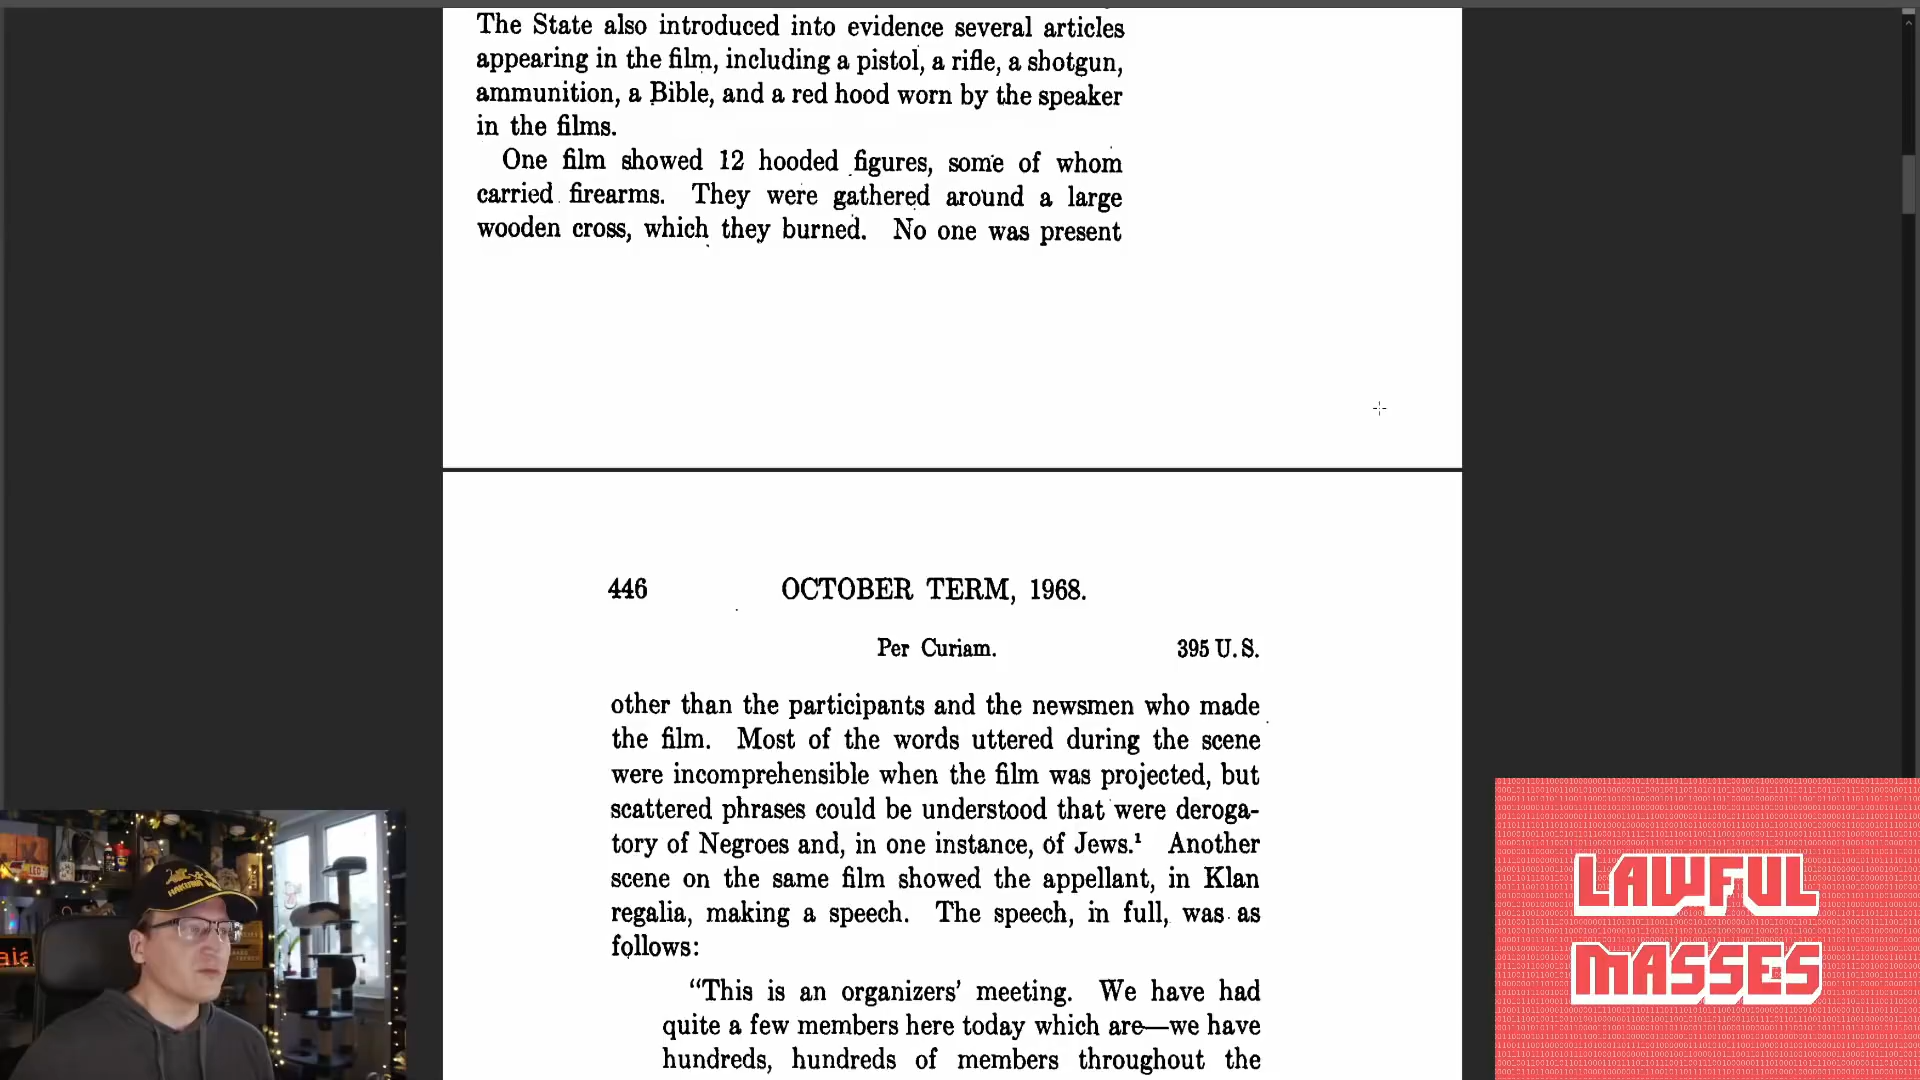 The State also introduced into evidence several articles
appearing in the film, including a pistol, a rifle, a shotgun,
ammunition, a Bible, and a red hood worn by the speaker
in the films.
One film showed 12 hooded figures, some of whom
carried firearms. They were gathered around a large
wooden cross, which they burned. No one was present
446 OCTOBER TERM, 1968.
Per Curiam. 395 U.S.
other than the participants and the newsmen who made
the film. Most of the words uttered during the scene
were incomprehensible when the film was projected, but
scattered phrases could be understood that were deroga-
tory of Negroes and, in one instance, of Jews.¹ Another
scene on the same film showed the appellant, in Klan
regalia, making a speech. The speech, in full, was as
follows:
"This is an organizers' meeting. We have had
quite a few members here today which are—we have
hundreds, hundreds of members throughout the
LAWFUL
MASSES